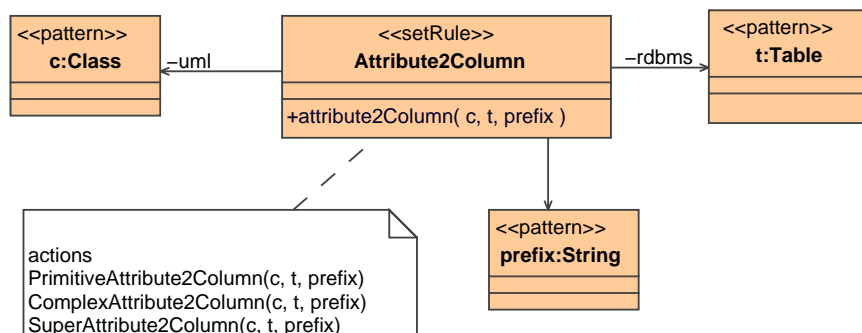 <<pattern>>
c:Class
–uml
<<setRule>>
Attribute2Column
+attribute2Column( c, t, prefix )
–rdbms
<<pattern>>
t:Table
<<pattern>>
prefix:String
actions
PrimitiveAttribute2Column(c, t, prefix)
ComplexAttribute2Column(c, t, prefix)
SuperAttribute2Column(c, t, prefix)